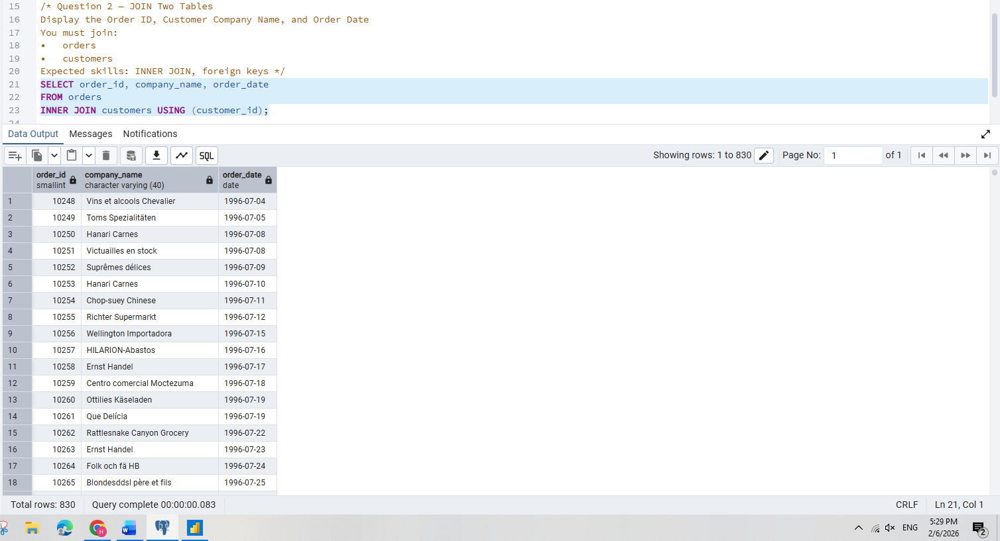 15 /* Question 2 – JOIN Two Tables
16 Display the Order ID, Customer Company Name, and Order Date
17 You must join:
18 • orders
19 • customers
20 Expected skills: INNER JOIN, foreign keys */
21 SELECT order_id, company_name, order_date
22 FROM orders
23 INNER JOIN customers USING (customer_id);
24
Data Output Messages Notifications
SQL Showing rows: 1 to 830 Page No: 1 of 1
order_id company_name order_date
smallint character varying (40) date
1 10248 Vins et alcools Chevalier 1996-07-04
2 10249 Toms Spezialitäten 1996-07-05
3 10250 Hanari Carnes 1996-07-08
4 10251 Victuailles en stock 1996-07-08
5 10252 Suprêmes délices 1996-07-09
6 10253 Hanari Carnes 1996-07-10
7 10254 Chop-suey Chinese 1996-07-11
8 10255 Richter Supermarkt 1996-07-12
9 10256 Wellington Importadora 1996-07-15
10 10257 HILARION-Abastos 1996-07-16
11 10258 Ernst Handel 1996-07-17
12 10259 Centro comercial Moctezuma 1996-07-18
13 10260 Ottilies Käseladen 1996-07-19
14 10261 Que Delícia 1996-07-19
15 10262 Rattlesnake Canyon Grocery 1996-07-22
16 10263 Ernst Handel 1996-07-23
17 10264 Folk och fä HB 1996-07-24
18 10265 Blondesddsl père et fils 1996-07-25
Total rows: 830 Query complete 00:00:00.083 CRLF Ln 21, Col 1
H W ENG 5:29 PM 2
2/6/2026